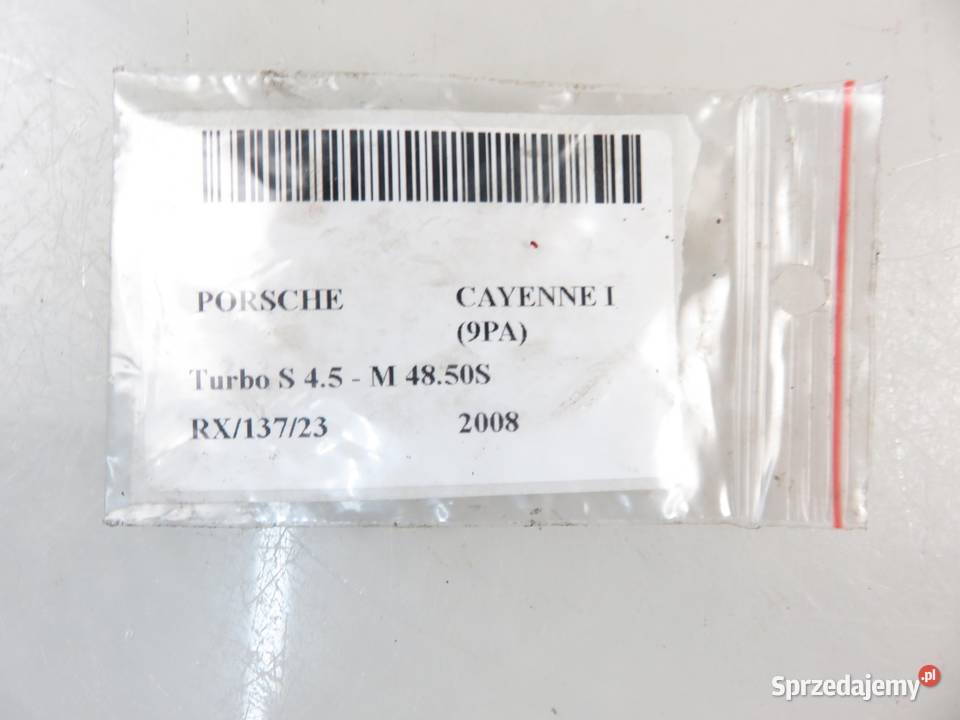 PORSCHE CAYENNE I
(9PA)
Turbo S 4.5 - M 48.50S
RX/137/23 2008
Sprzedajemy.pl